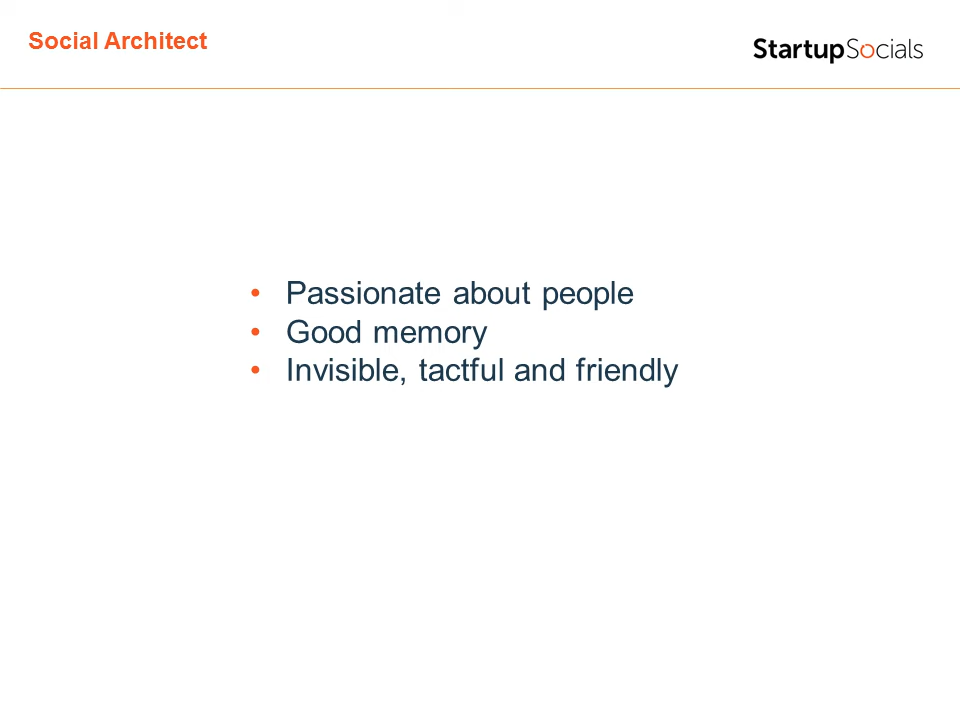 Social Architect
StartupSocials
• Passionate about people
• Good memory
• Invisible, tactful and friendly